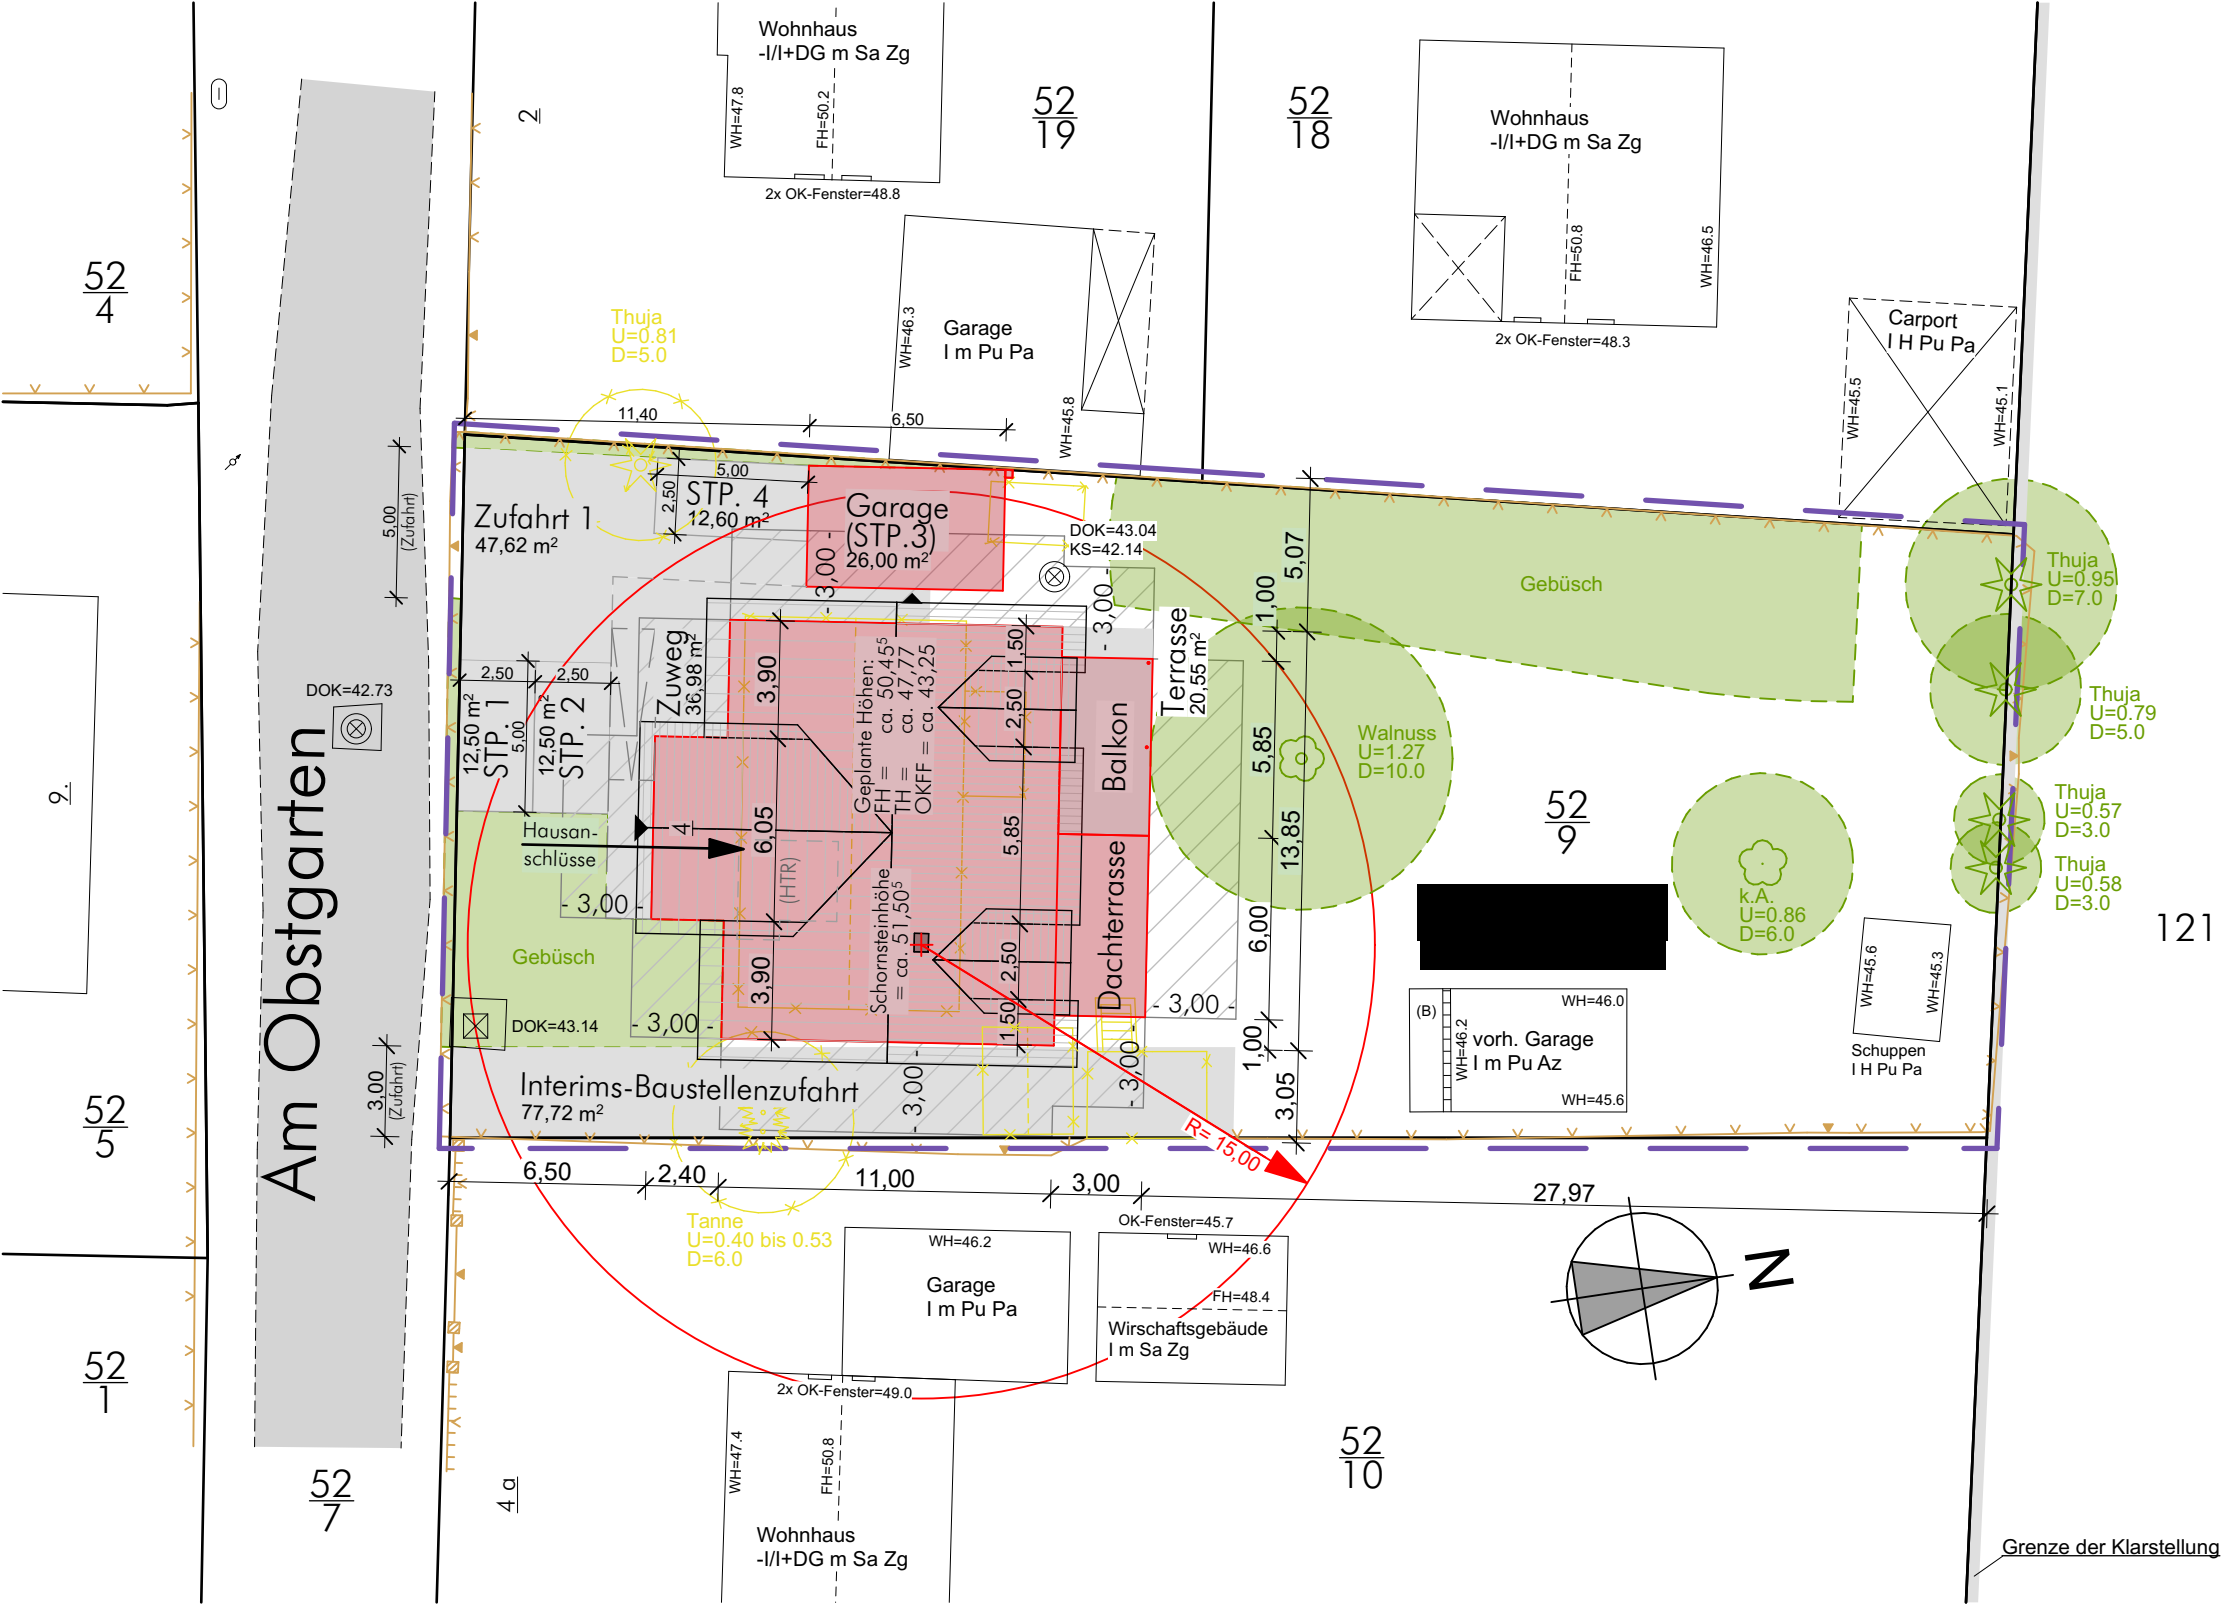 Wohnhaus
-I/I+DG m Sa Zg
WH=47.8
FH=50.2
2x OK-Fenster=48.8
2
52
19
52
18
Wohnhaus
-I/I+DG m Sa Zg
FH=50.8
WH=46.5
2x OK-Fenster=48.3
52
4
Thuja
U=0.81
D=5.0
WH=46.3
Garage
I m Pu Pa
WH=45.8
Carport
I H Pu Pa
WH=45.5
WH=45.1
11,40
6,50
5,00
(Zufahrt)
Zufahrt 1
47,62 m²
5,00
2,50
STP. 4
12,60 m²
Garage
(STP.3)
26,00 m²
- 3,00 -
DOK=43.04
KS=42.14
- 3,00 -
5,07
1,00
Gebüsch
Thuja
U=0.95
D=7.0
Thuja
U=0.79
D=5.0
Thuja
U=0.57
D=3.0
Thuja
U=0.58
D=3.0
121
DOK=42.73
2,50
2,50
12,50 m²
STP. 1
5,00
12,50 m²
STP. 2
Zuweg
36,98 m²
3,90
Geplante Höhen:
FH = ca. 50,45⁵
TH = ca. 47,77
OKFF = ca. 43,25
1,50
2,50
Balkon
Terrasse
20,55 m²
5,85
Walnuss
U=1.27
D=10.0
52
9
9.
Am Obstgarten
Hausan-
schlüsse
4
6,05
(HTR)
5,85
13,85
- 3,00 -
Schornsteinhöhe
= ca. 51,50⁵
Dachterrasse
6,00
k.A.
U=0.86
D=6.0
Gebüsch
3,90
2,50
1,50
- 3,00 -
- 3,00 -
DOK=43.14
3,00
(Zufahrt)
Interims-Baustellenzufahrt
77,72 m²
- 3,00 -
- 3,00 -
1,00
3,05
R= 15,00
(B)
WH=46.0
WH=46.2
vorh. Garage
I m Pu Az
WH=45.6
WH=45.6
WH=45.3
Schuppen
I H Pu Pa
52
5
6,50
2,40
11,00
3,00
27,97
Tanne
U=0.40 bis 0.53
D=6.0
WH=46.2
Garage
I m Pu Pa
OK-Fenster=45.7
WH=46.6
FH=48.4
Wirschaftsgebäude
I m Sa Zg
N
52
1
2x OK-Fenster=49.0
WH=47.4
FH=50.8
Wohnhaus
-I/I+DG m Sa Zg
52
7
4 a
52
10
Grenze der Klarstellung